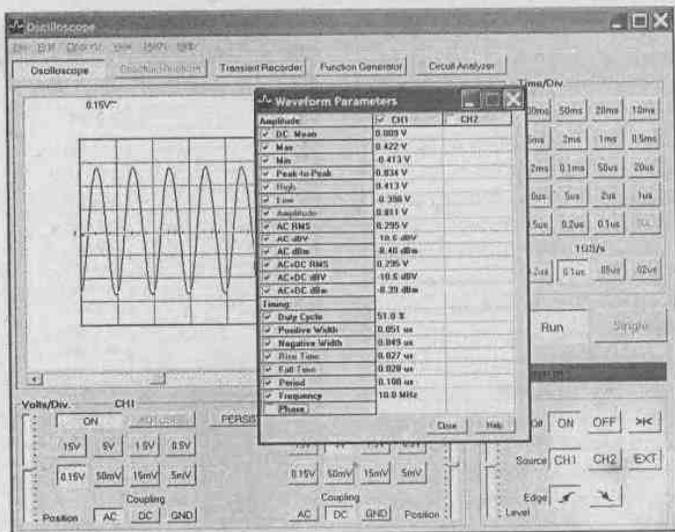 Oscilloscope
Oscilloscope Transient Recorder Function Generator Circuit Analyzer
0.15V~
Waveform Parameters
Amplitude: CH1 CH2
DC Mean 0.009 V
Max 0.422 V
Min -0.413 V
Peak-to-Peak 0.834 V
High 0.413 V
Low -0.398 V
Amplitude 0.811 V
AC RMS 0.295 V
AC dBV -10.6 dBV
AC dBm -8.40 dBm
AC+DC RMS 0.295 V
AC+DC dBV -10.6 dBV
AC+DC dBm -8.39 dBm
Timing:
Duty Cycle 51.0 %
Positive Width 0.051 us
Negative Width 0.049 us
Rise Time 0.027 us
Fall Time 0.028 us
Period 0.100 us
Frequency 10.0 MHz
Phase
Close Help
Time/Div
50ms 20ms 10ms
2ms 1ms 0.5ms
0.1ms 50us 20us
5us 2us 1us
0.2us 0.1us
1GS/s
0.1us .05us .02us
Run Single
Volts/Div. CH1
ON
15V 5V 1.5V 0.5V
0.15V 50mV 15mV 5mV
Coupling
Position AC DC GND
0.15V 50mV 15mV 5mV
Coupling
AC DC GND Position
ON OFF >|<
Source CH1 CH2 EXT
Edge
Level